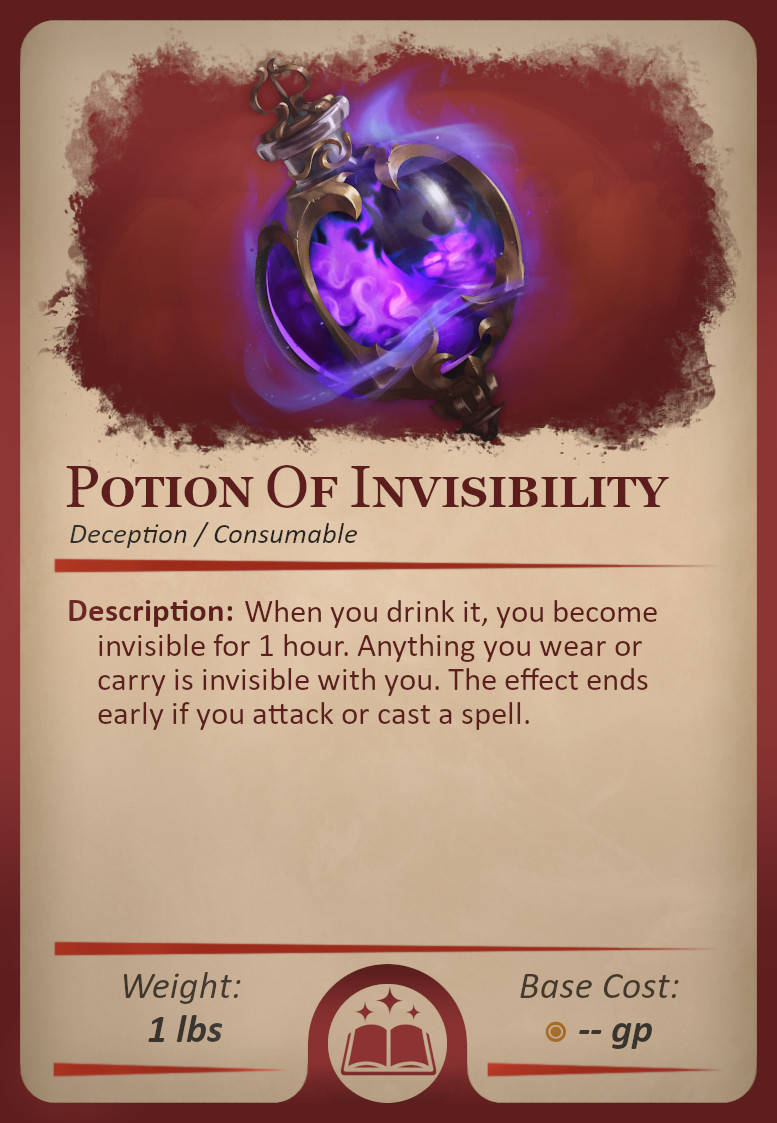 Potion Of Invisibility
Deception / Consumable
Description: When you drink it, you become
invisible for 1 hour. Anything you wear or
carry is invisible with you. The effect ends
early if you attack or cast a spell.
Weight:
1 lbs
Base Cost:
-- gp